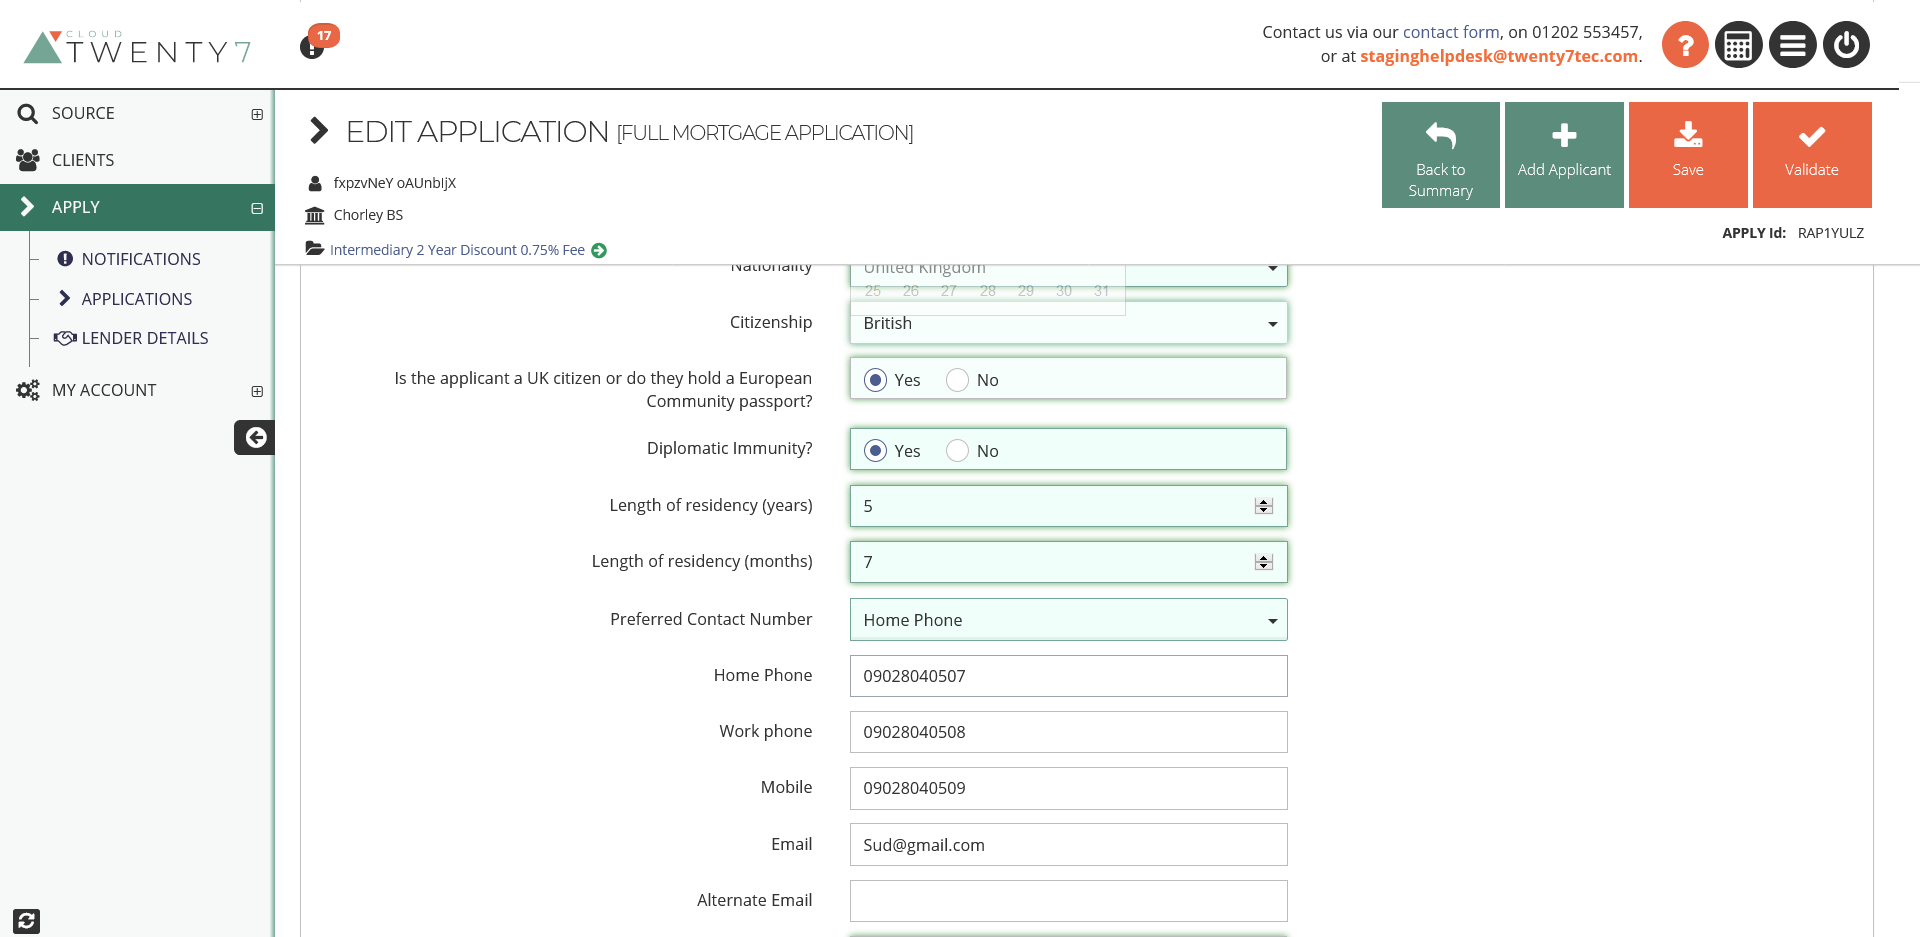 CLOUD
TWENTY7
17
Contact us via our contact form, on 01202 553457,
or at staginghelpdesk@twenty7tec.com.
SOURCE
CLIENTS
APPLY
NOTIFICATIONS
APPLICATIONS
LENDER DETAILS
MY ACCOUNT
EDIT APPLICATION [FULL MORTGAGE APPLICATION]
fxpzvNeY oAUnbIjX
Chorley BS
Intermediary 2 Year Discount 0.75% Fee
Back to
Summary
Add Applicant
Save
Validate
APPLY Id: RAP1YULZ
Nationality United Kingdom
25 26 27 28 29 30 31
Citizenship British
Is the applicant a UK citizen or do they hold a European
Community passport?
Yes No
Diplomatic Immunity? Yes No
Length of residency (years) 5
Length of residency (months) 7
Preferred Contact Number Home Phone
Home Phone 09028040507
Work phone 09028040508
Mobile 09028040509
Email Sud@gmail.com
Alternate Email